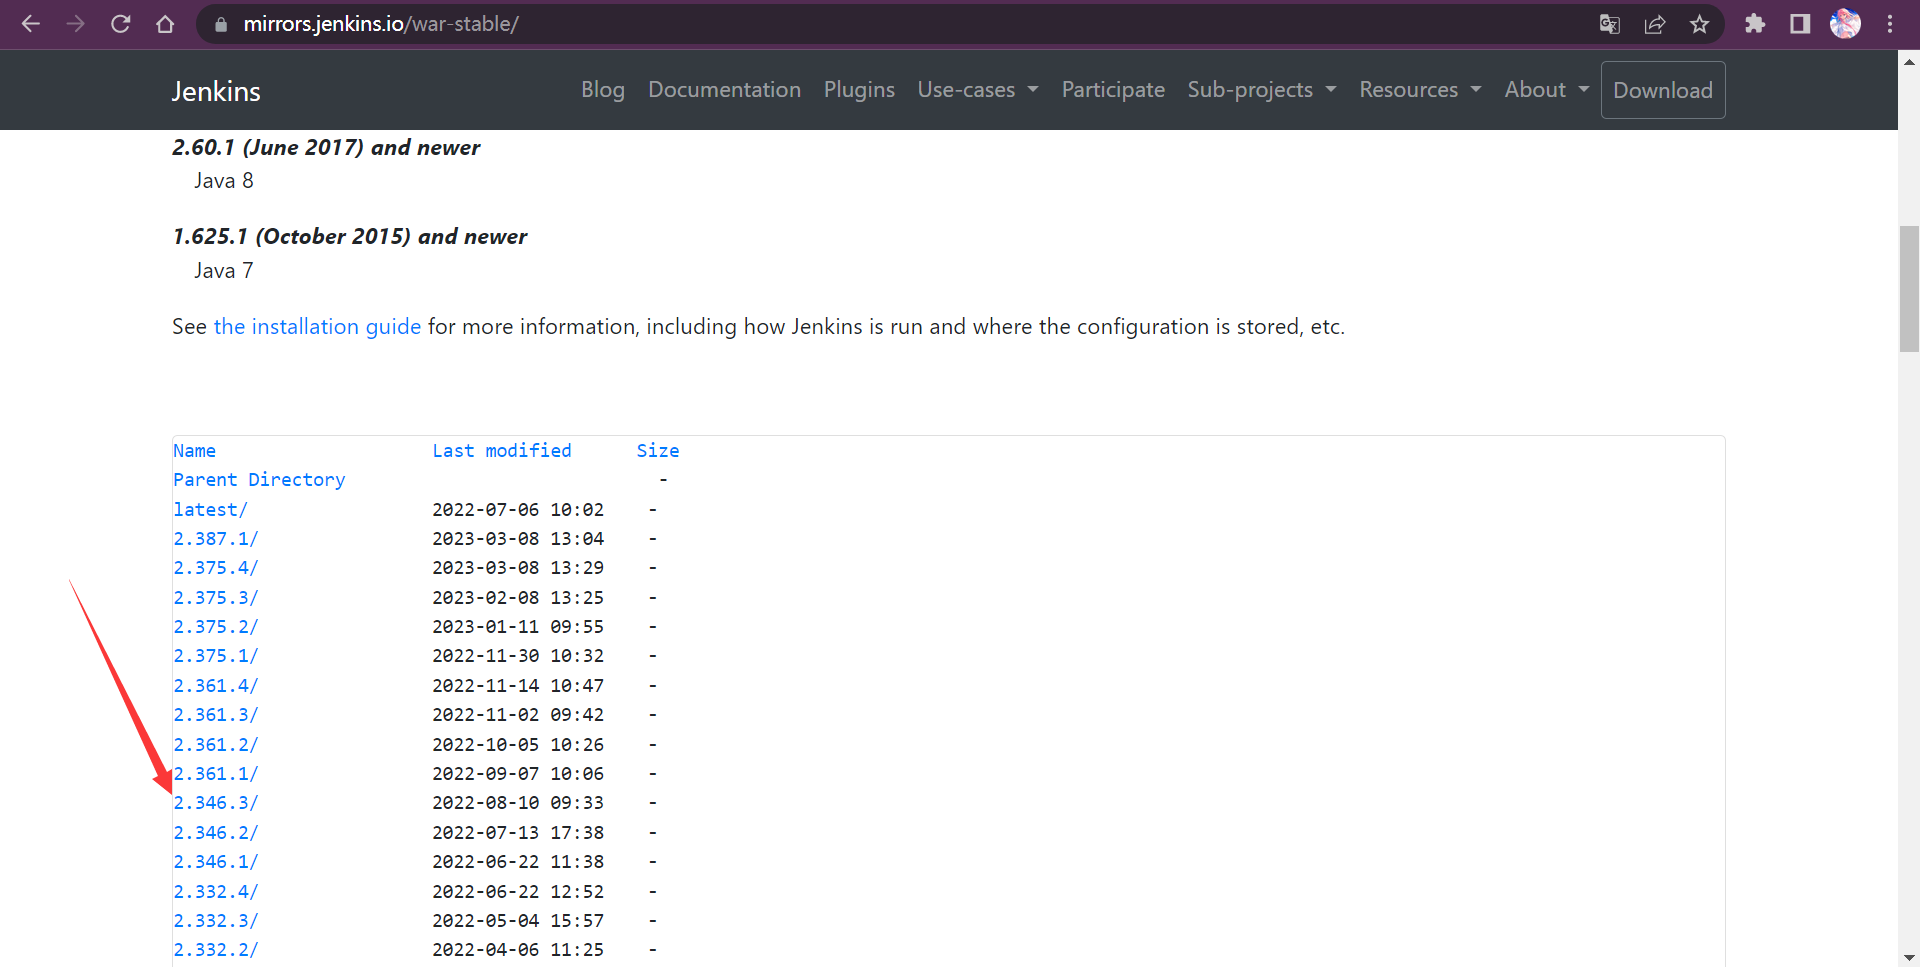 mirrors.jenkins.io/war-stable/
Jenkins Blog Documentation Plugins Use-cases Participate Sub-projects Resources About Download
2.60.1 (June 2017) and newer
Java 8
1.625.1 (October 2015) and newer
Java 7
See the installation guide for more information, including how Jenkins is run and where the configuration is stored, etc.
Name Last modified Size
Parent Directory -
latest/ 2022-07-06 10:02 -
2.387.1/ 2023-03-08 13:04 -
2.375.4/ 2023-03-08 13:29 -
2.375.3/ 2023-02-08 13:25 -
2.375.2/ 2023-01-11 09:55 -
2.375.1/ 2022-11-30 10:32 -
2.361.4/ 2022-11-14 10:47 -
2.361.3/ 2022-11-02 09:42 -
2.361.2/ 2022-10-05 10:26 -
2.361.1/ 2022-09-07 10:06 -
2.346.3/ 2022-08-10 09:33 -
2.346.2/ 2022-07-13 17:38 -
2.346.1/ 2022-06-22 11:38 -
2.332.4/ 2022-06-22 12:52 -
2.332.3/ 2022-05-04 15:57 -
2.332.2/ 2022-04-06 11:25 -